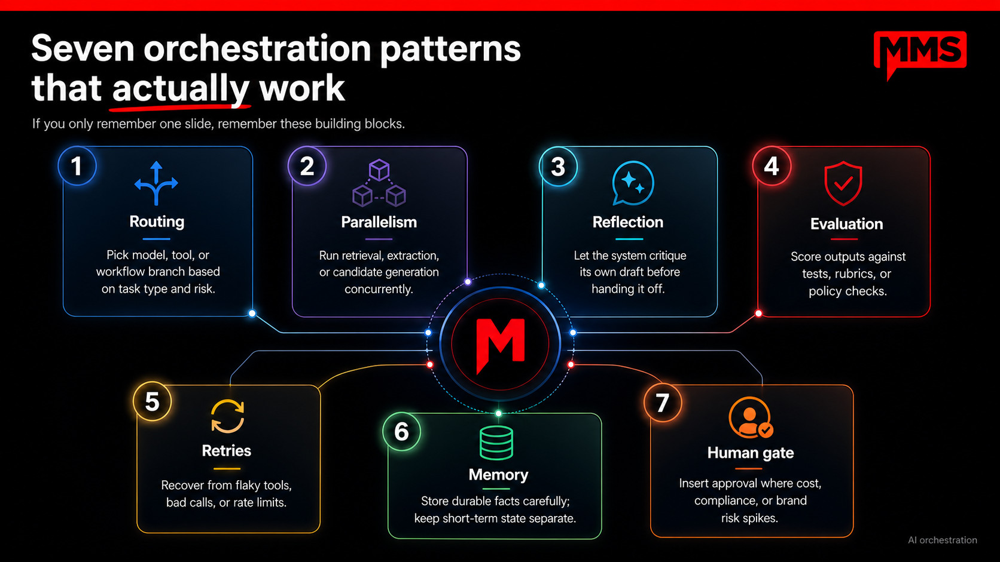 Seven orchestration patterns
that actually work
MMS
If you only remember one slide, remember these building blocks.
1
Routing
Pick model, tool, or
workflow branch based
on task type and risk.
2
Parallelism
Run retrieval, extraction,
or candidate generation
concurrently.
3
Reflection
Let the system critique
its own draft before
handing it off.
4
Evaluation
Score outputs against
tests, rubrics, or
policy checks.
M
5
Retries
Recover from flaky tools,
bad calls, or rate limits.
6
Memory
Store durable facts carefully;
keep short-term state separate.
7
Human gate
Insert approval where cost,
compliance, or brand
risk spikes.
AI orchestration